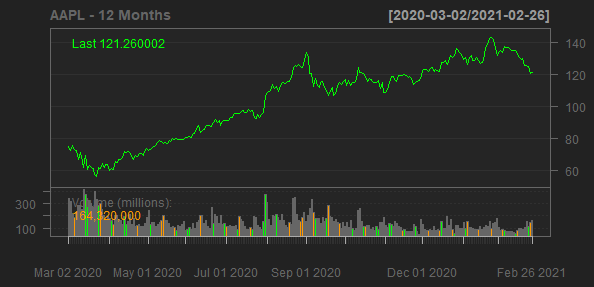 AAPL - 12 Months [2020-03-02/2021-02-26]
Last 121.260002
140
120
100
80
60
Volume (millions):
164,320,000
300
100
Mar 02 2020 May 01 2020 Jul 01 2020 Sep 01 2020 Dec 01 2020 Feb 26 2021